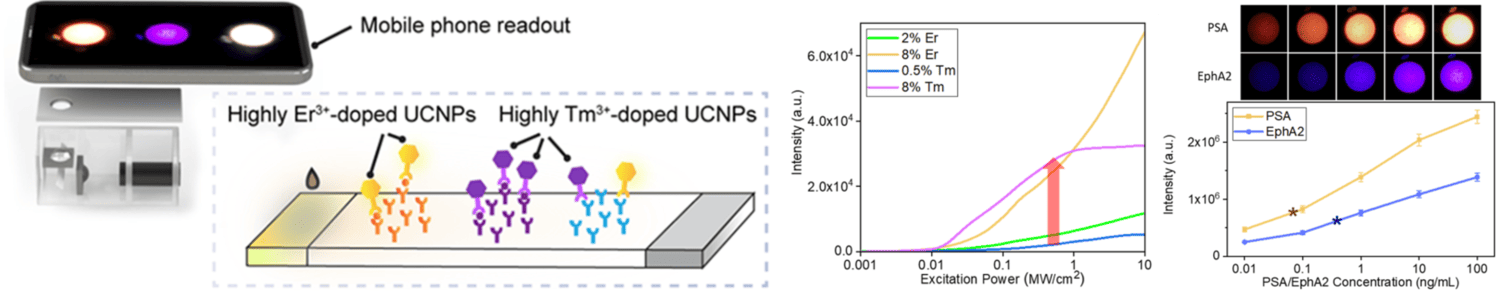 Mobile phone readout
Highly Er³⁺-doped UCNPs
Highly Tm³⁺-doped UCNPs
6.0x10⁴
4.0x10⁴
2.0x10⁴
0.0
Intensity (a.u.)
2% Er
8% Er
0.5% Tm
8% Tm
0.001
0.01
0.1
1
10
Excitation Power (MW/cm²)
PSA
EphA2
PSA
EphA2
2x10⁶
1x10⁶
0
Intensity (a.u.)
*
*
0.01
0.1
1
10
100
PSA/EphA2 Concentration (ng/mL)